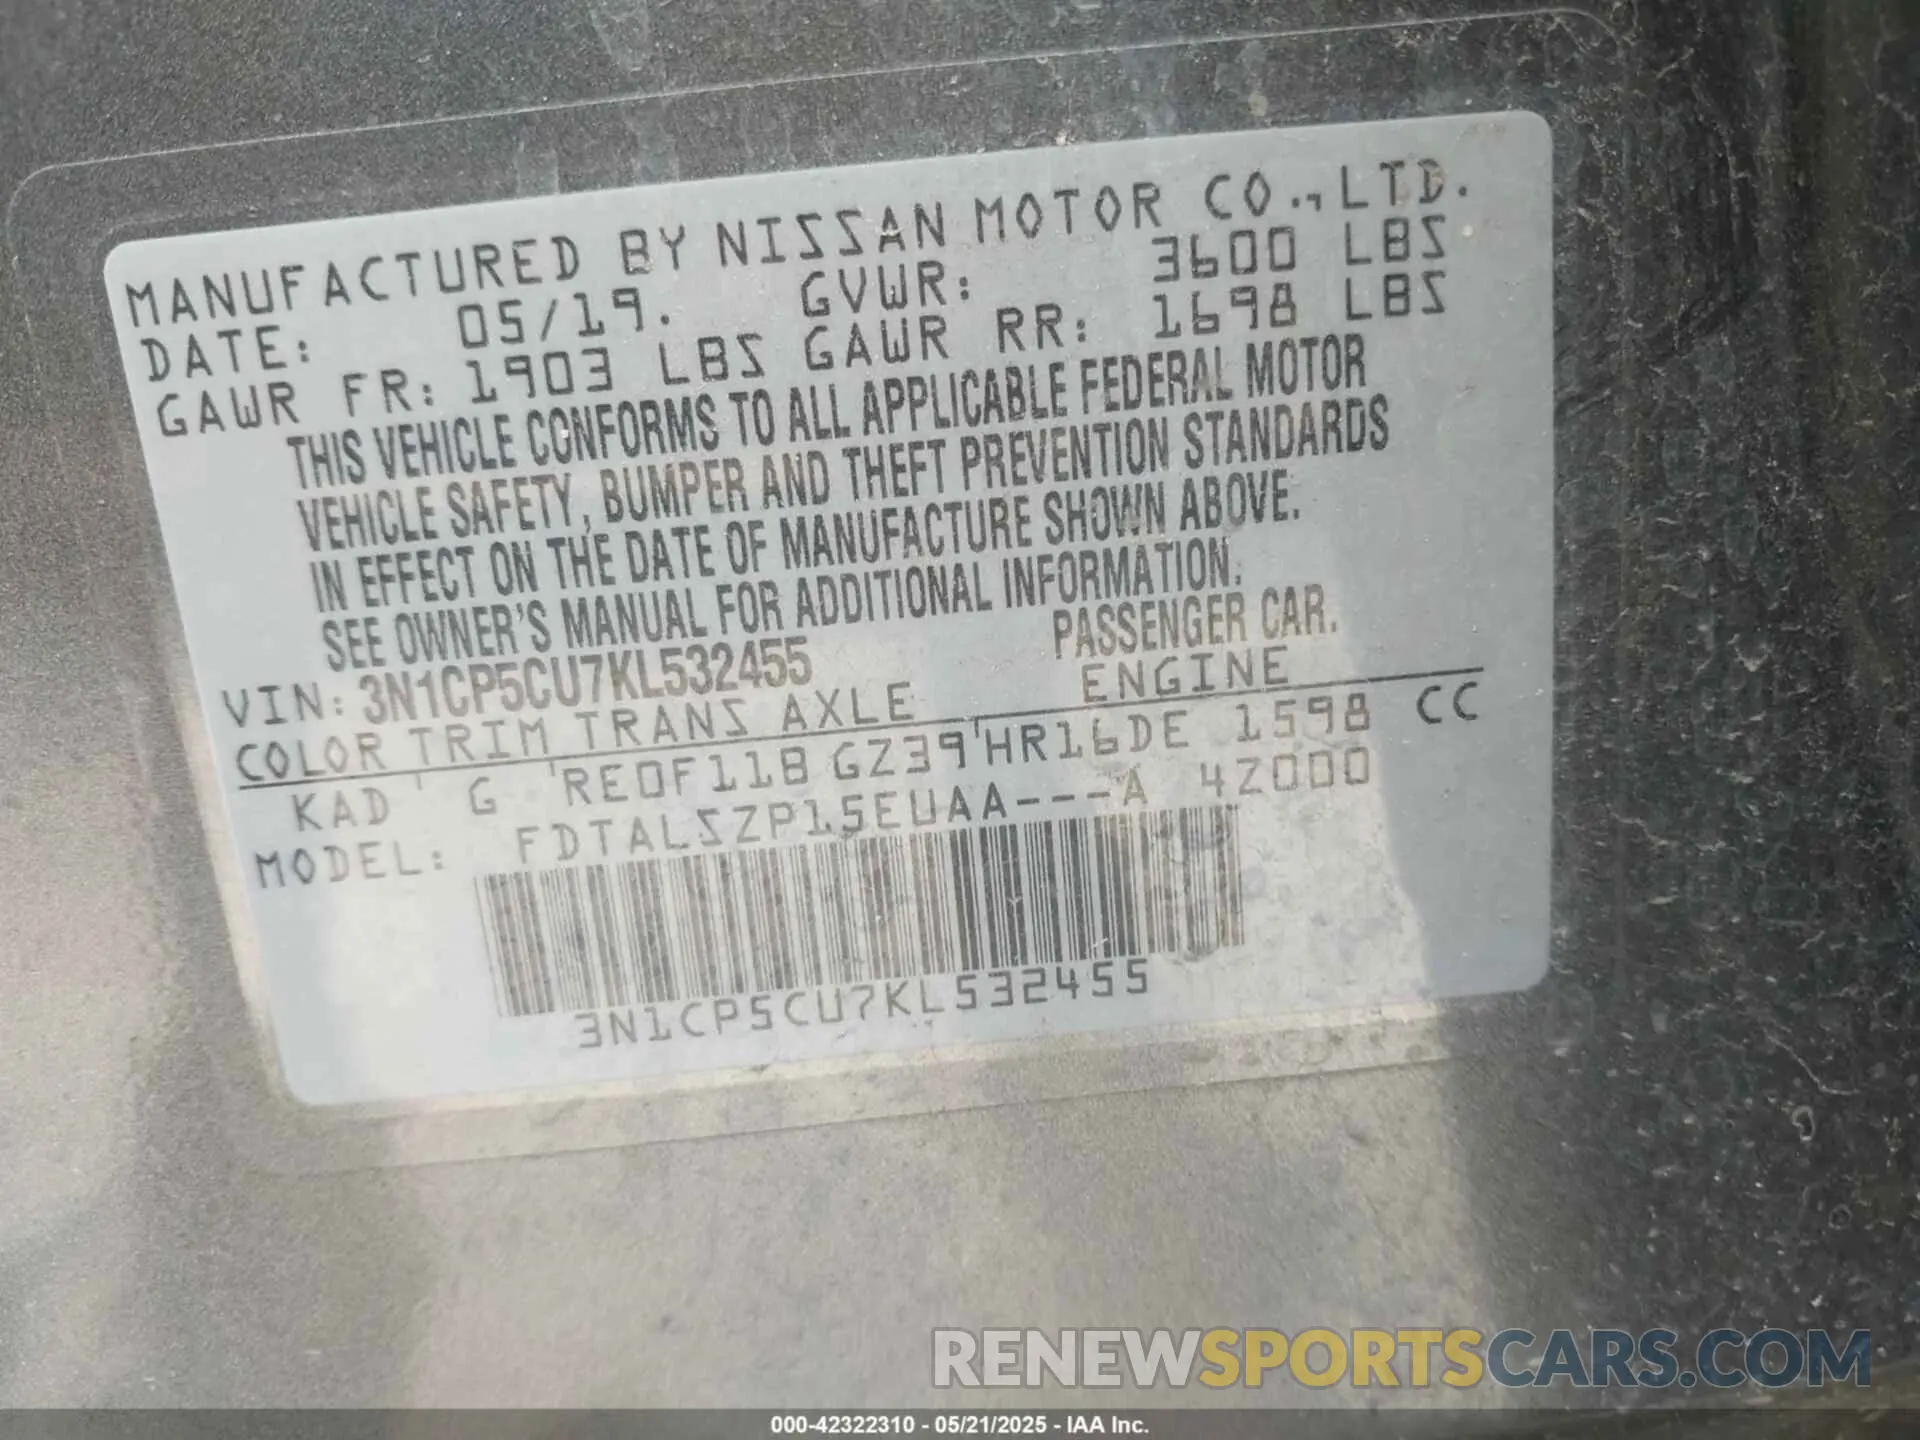 MANUFACTURED BY NISSAN MOTOR CO., LTD.
DATE: 05/19. GVWR: 3600 LBS
GAWR FR: 1903 LBS GAWR RR: 1698 LBS
THIS VEHICLE CONFORMS TO ALL APPLICABLE FEDERAL MOTOR
VEHICLE SAFETY, BUMPER AND THEFT PREVENTION STANDARDS
IN EFFECT ON THE DATE OF MANUFACTURE SHOWN ABOVE.
SEE OWNER'S MANUAL FOR ADDITIONAL INFORMATION.
VIN: 3N1CP5CU7KL532455 PASSENGER CAR.
COLOR TRIM TRANS AXLE ENGINE
KAD ' G 'RE0F11B GZ39'HR16DE 1598 CC
MODEL: FDTALSZP15EUAA---A 4Z000
3N1CP5CU7KL532455
RENEWSPORTSCARS.COM
000-42322310 - 05/21/2025 - IAA Inc.